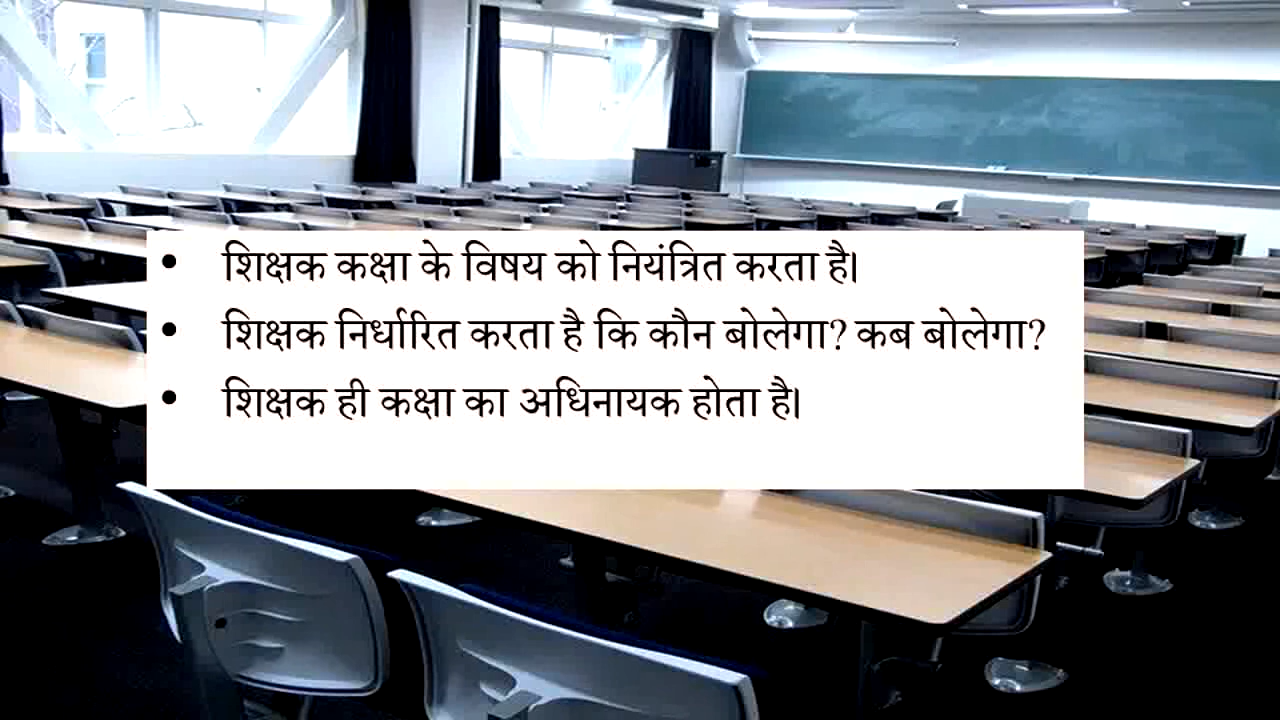 • शिक्षक कक्षा के विषय को नियंत्रित करता है।
• शिक्षक निर्धारित करता है कि कौन बोलेगा? कब बोलेगा?
• शिक्षक ही कक्षा का अधिनायक होता है।